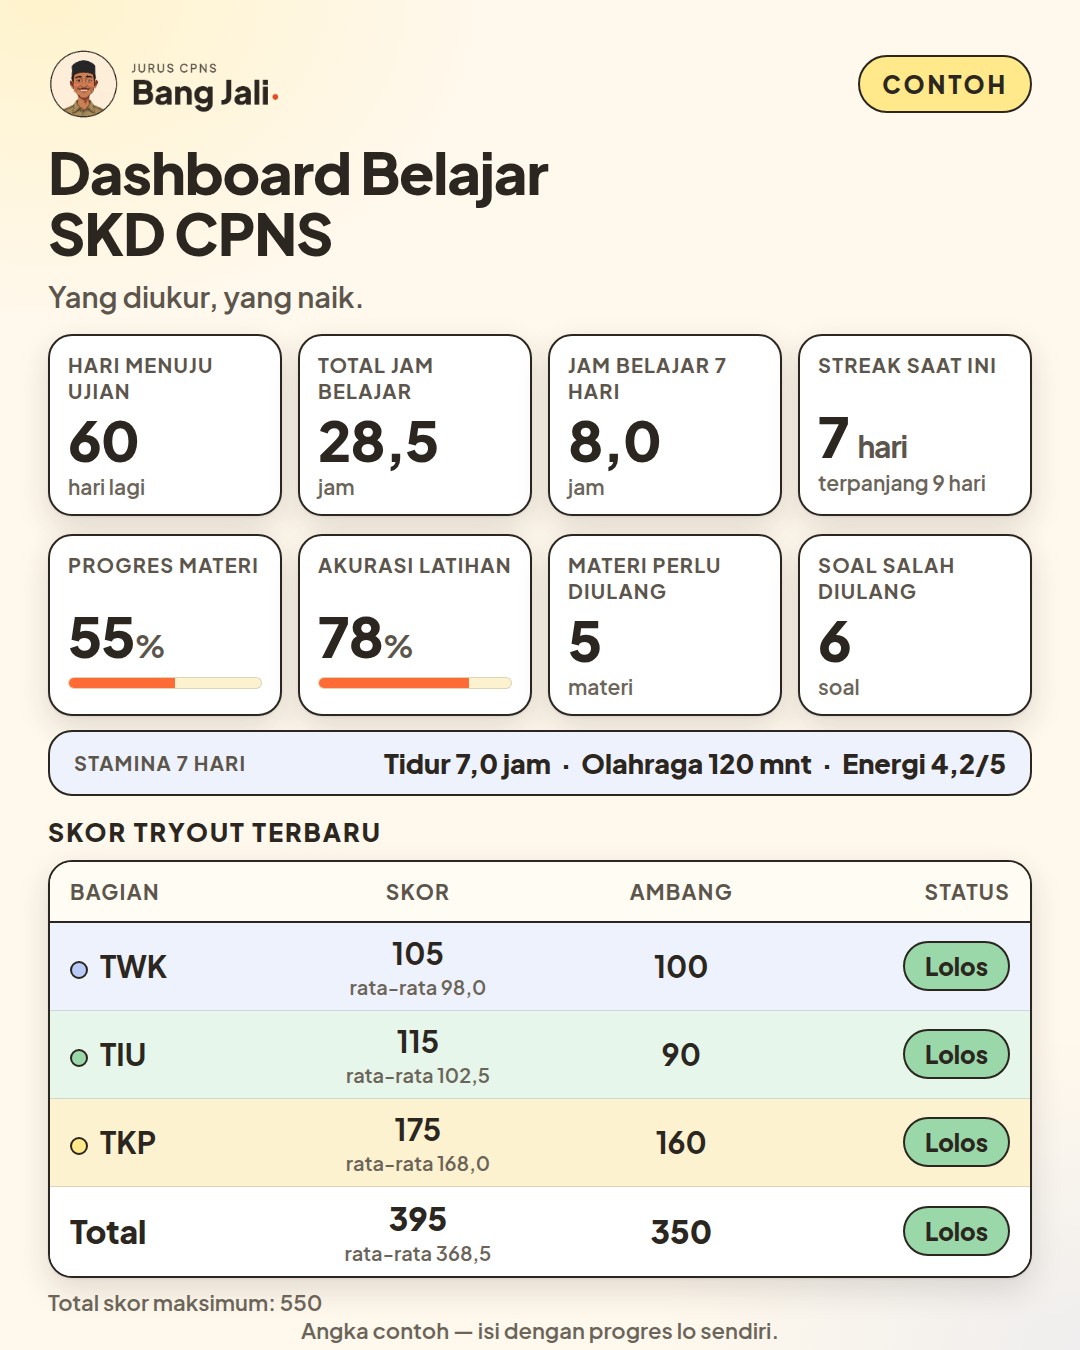 JURUS CPNS
Bang Jali.
CONTOH
Dashboard Belajar
SKD CPNS
Yang diukur, yang naik.
HARI MENUJU
UJIAN
60
hari lagi
TOTAL JAM
BELAJAR
28,5
jam
JAM BELAJAR 7
HARI
8,0
jam
STREAK SAAT INI
7 hari
terpanjang 9 hari
PROGRES MATERI
55%
AKURASI LATIHAN
78%
MATERI PERLU
DIULANG
5
materi
SOAL SALAH
DIULANG
6
soal
STAMINA 7 HARI
Tidur 7,0 jam · Olahraga 120 mnt · Energi 4,2/5
SKOR TRYOUT TERBARU
BAGIAN SKOR AMBANG STATUS
TWK 105 100 Lolos
rata-rata 98,0
TIU 115 90 Lolos
rata-rata 102,5
TKP 175 160 Lolos
rata-rata 168,0
Total 395 350 Lolos
rata-rata 368,5
Total skor maksimum: 550
Angka contoh — isi dengan progres lo sendiri.